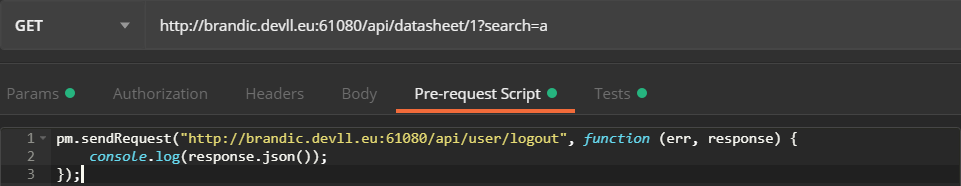 GET http://brandic.devll.eu:61080/api/datasheet/1?search=a
Params Authorization Headers Body Pre-request Script Tests
1 pm.sendRequest("http://brandic.devll.eu:61080/api/user/logout", function (err, response) {
2 console.log(response.json());
3 });